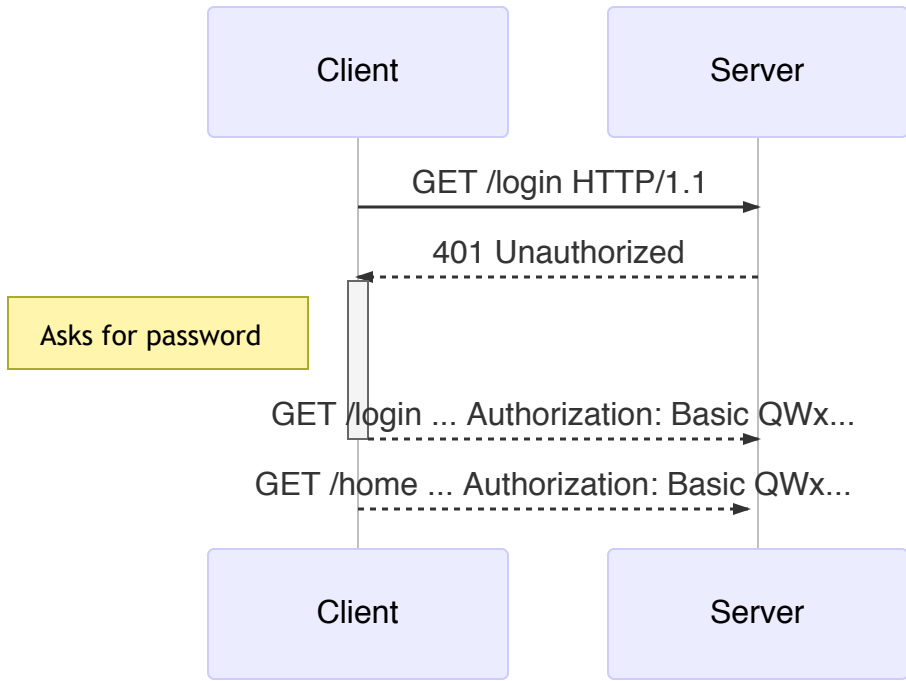 Client
Server
GET /login HTTP/1.1
401 Unauthorized
Asks for password
GET /login ... Authorization: Basic QWx...
GET /home ... Authorization: Basic QWx...
Client
Server